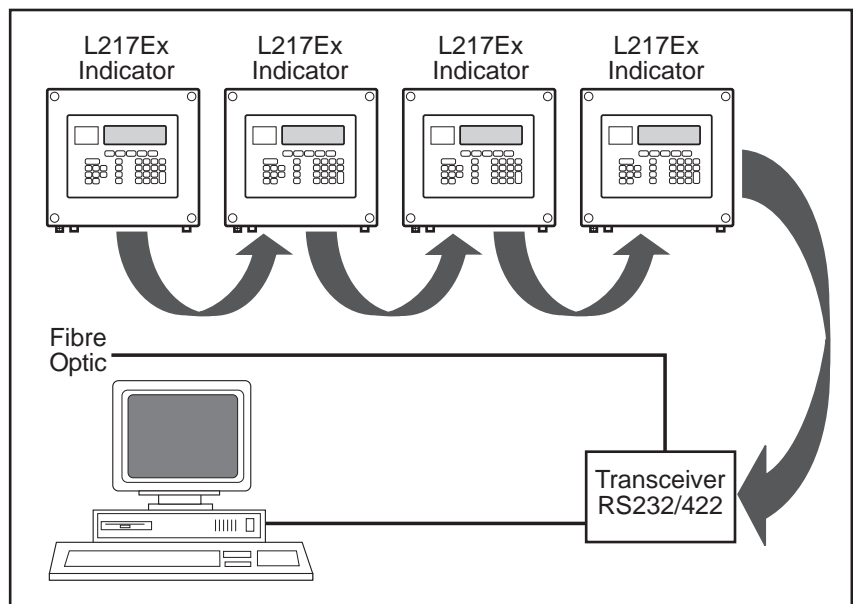 L217Ex
Indicator
L217Ex
Indicator
L217Ex
Indicator
L217Ex
Indicator
Fibre
Optic
Transceiver
RS232/422